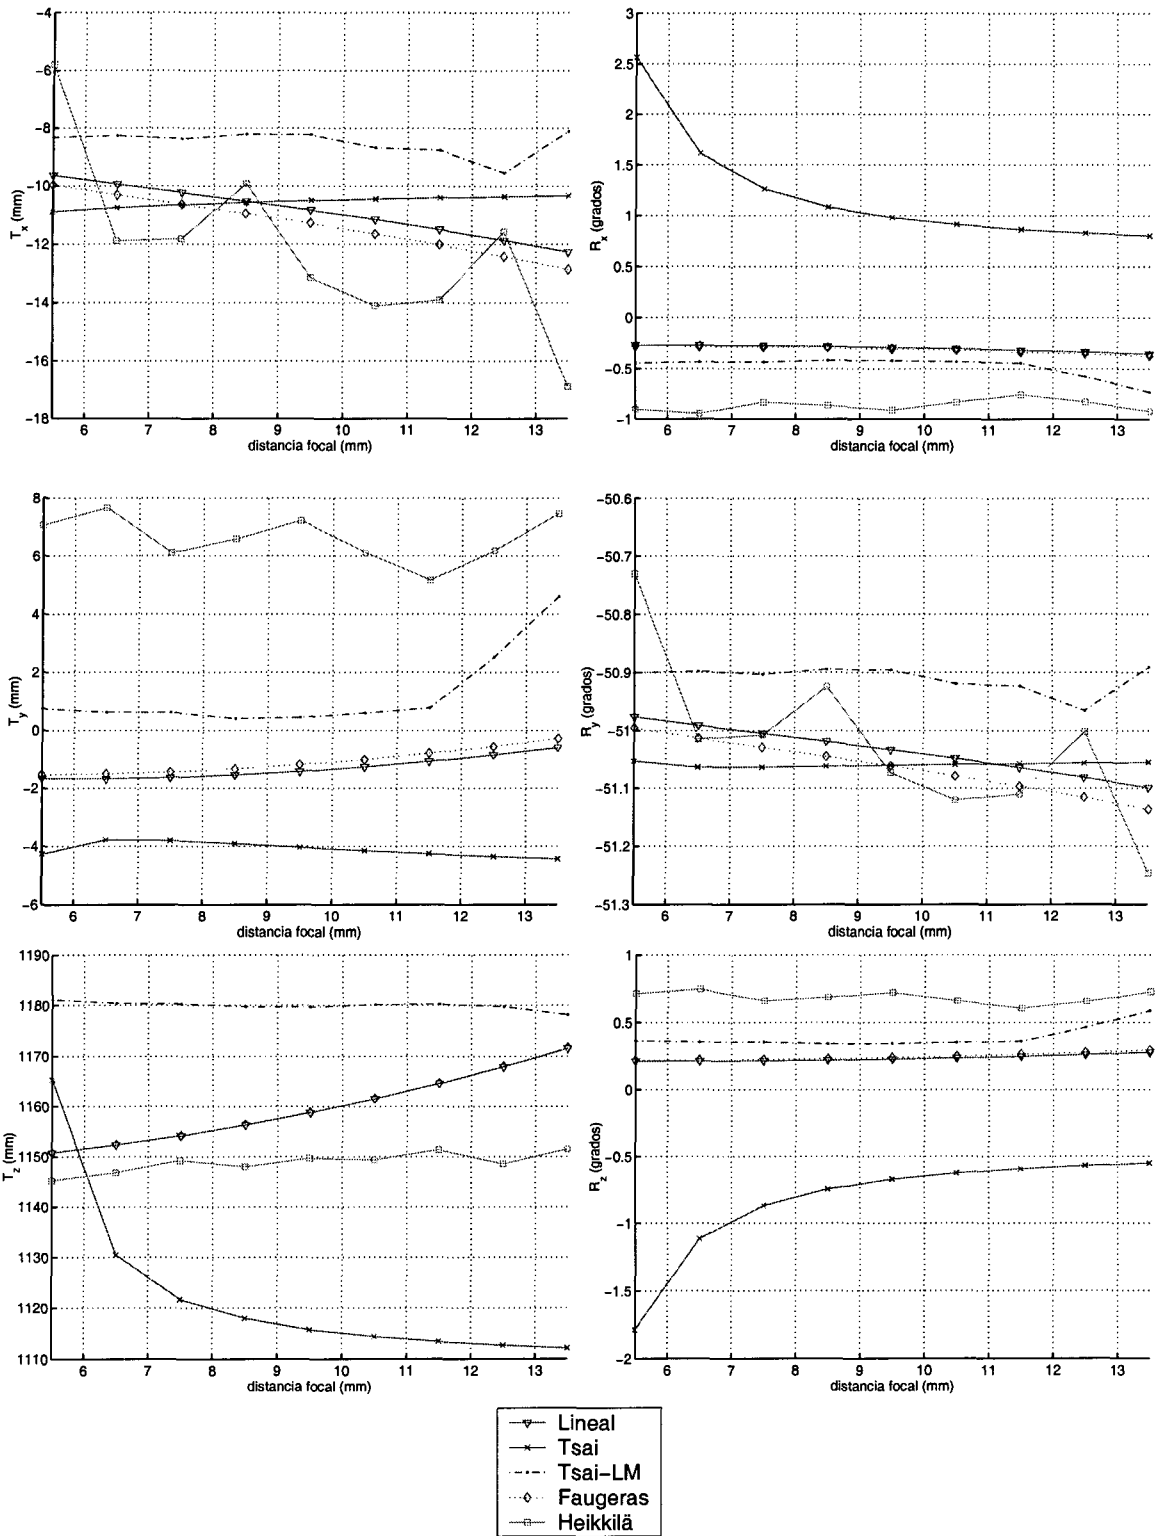 −4
−6
−8
−10
−12
−14
−16
−18
T_x (mm)
6 7 8 9 10 11 12 13
distancia focal (mm)
3
2.5
2
1.5
1
0.5
0
−0.5
−1
R_x (grados)
6 7 8 9 10 11 12 13
distancia focal (mm)
8
6
4
2
0
−2
−4
−6
T_y (mm)
6 7 8 9 10 11 12 13
distancia focal (mm)
−50.6
−50.7
−50.8
−50.9
−51
−51.1
−51.2
−51.3
R_y (grados)
6 7 8 9 10 11 12 13
distancia focal (mm)
1190
1180
1170
1160
1150
1140
1130
1120
1110
T_z (mm)
6 7 8 9 10 11 12 13
distancia focal (mm)
1
0.5
0
−0.5
−1
−1.5
−2
R_z (grados)
6 7 8 9 10 11 12 13
distancia focal (mm)
Lineal
Tsai
Tsai−LM
Faugeras
Heikkilä